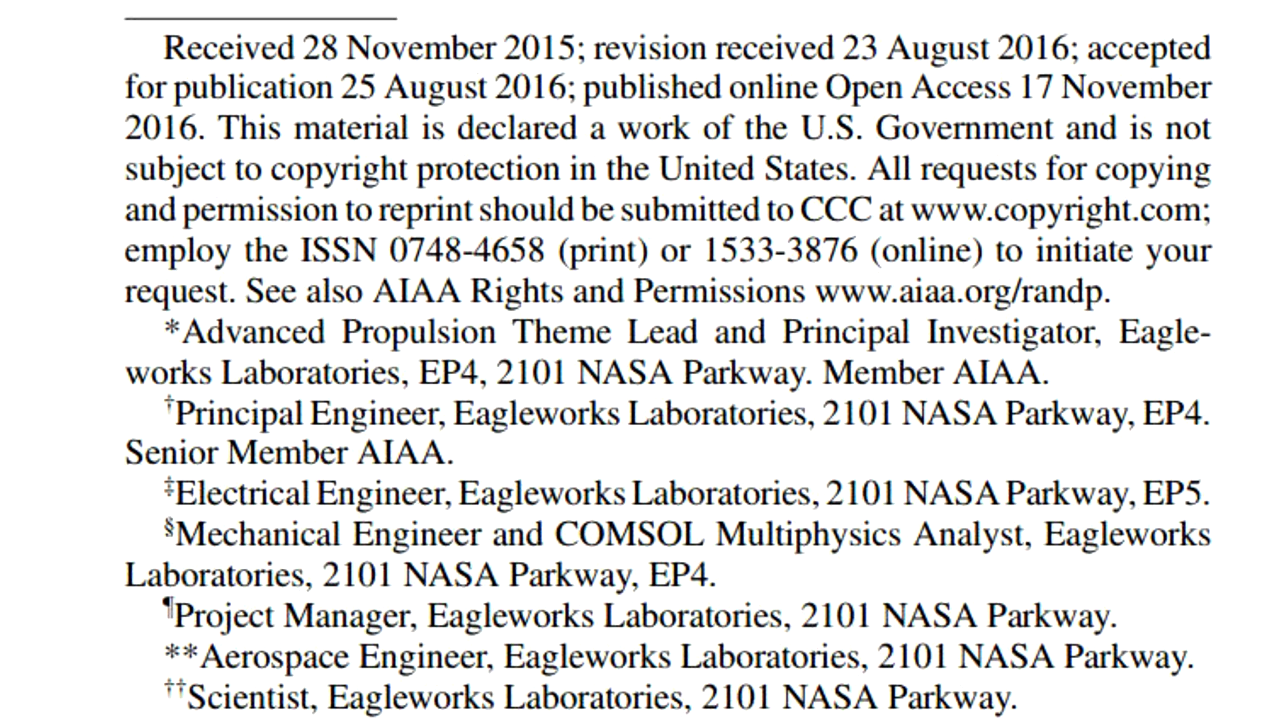 Received 28 November 2015; revision received 23 August 2016; accepted
for publication 25 August 2016; published online Open Access 17 November
2016. This material is declared a work of the U.S. Government and is not
subject to copyright protection in the United States. All requests for copying
and permission to reprint should be submitted to CCC at www.copyright.com;
employ the ISSN 0748-4658 (print) or 1533-3876 (online) to initiate your
request. See also AIAA Rights and Permissions www.aiaa.org/randp.
*Advanced Propulsion Theme Lead and Principal Investigator, Eagle-
works Laboratories, EP4, 2101 NASA Parkway. Member AIAA.
†Principal Engineer, Eagleworks Laboratories, 2101 NASA Parkway, EP4.
Senior Member AIAA.
‡Electrical Engineer, Eagleworks Laboratories, 2101 NASA Parkway, EP5.
§Mechanical Engineer and COMSOL Multiphysics Analyst, Eagleworks
Laboratories, 2101 NASA Parkway, EP4.
¶Project Manager, Eagleworks Laboratories, 2101 NASA Parkway.
**Aerospace Engineer, Eagleworks Laboratories, 2101 NASA Parkway.
††Scientist, Eagleworks Laboratories, 2101 NASA Parkway.